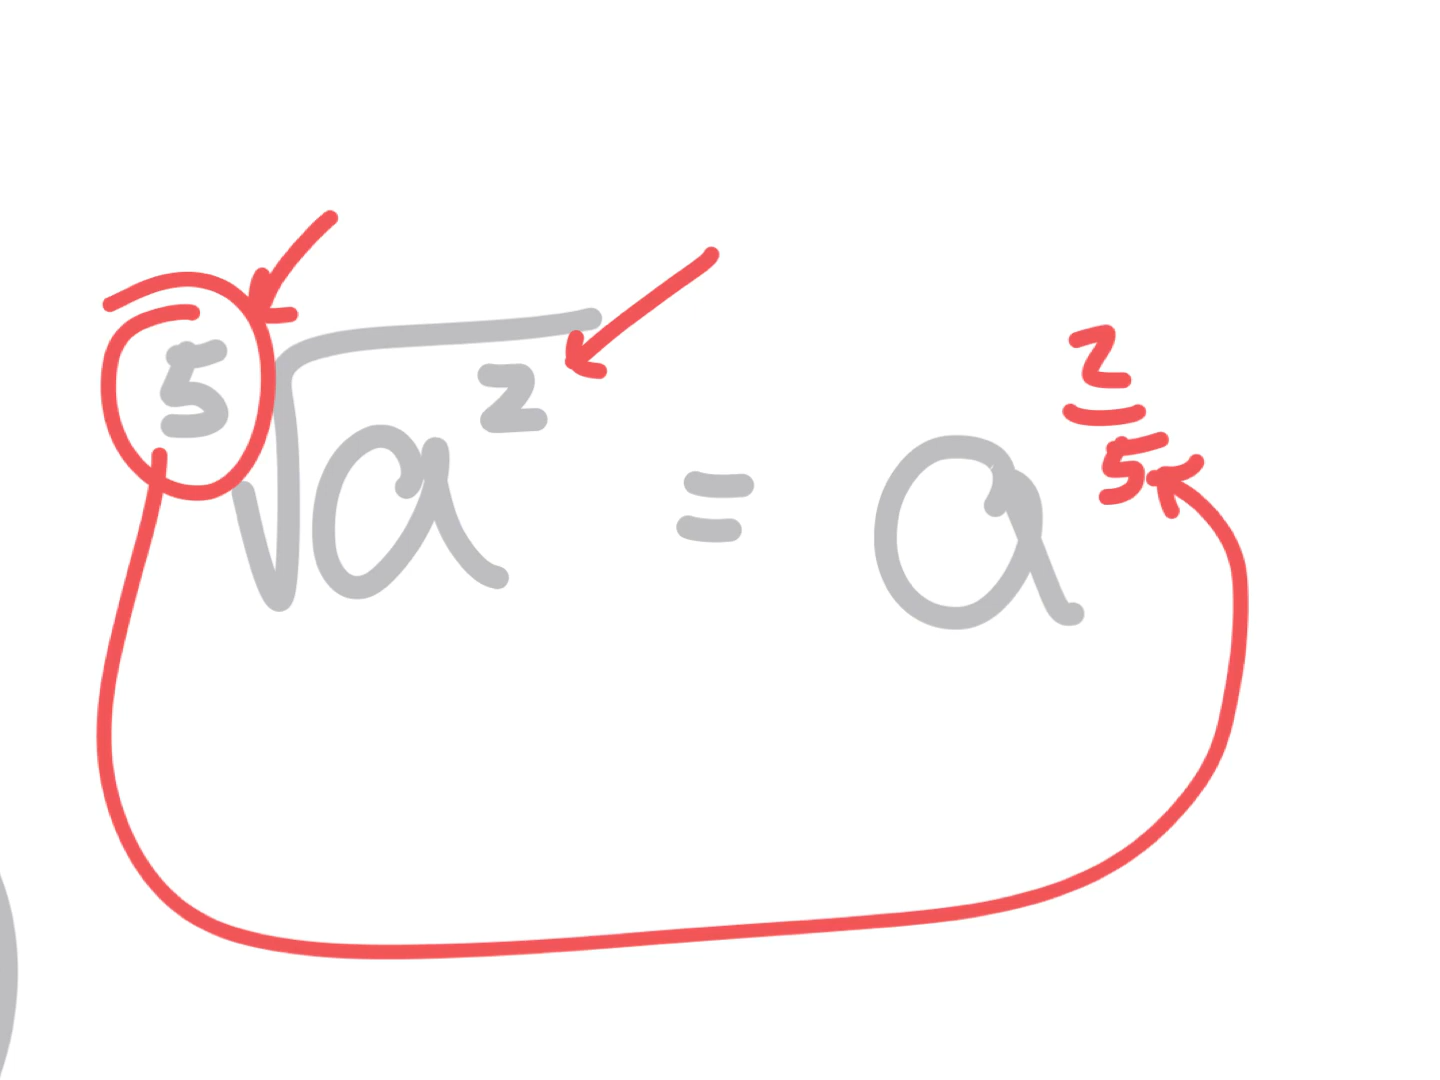 ⁵√a² = a^(2/5)